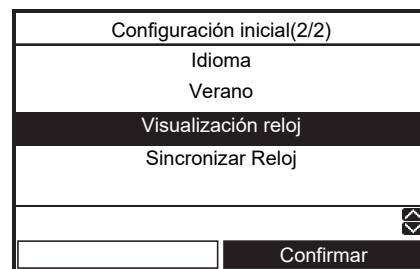 Configuración inicial(2/2)
Idioma
Verano
Visualización reloj
Sincronizar Reloj
Confirmar